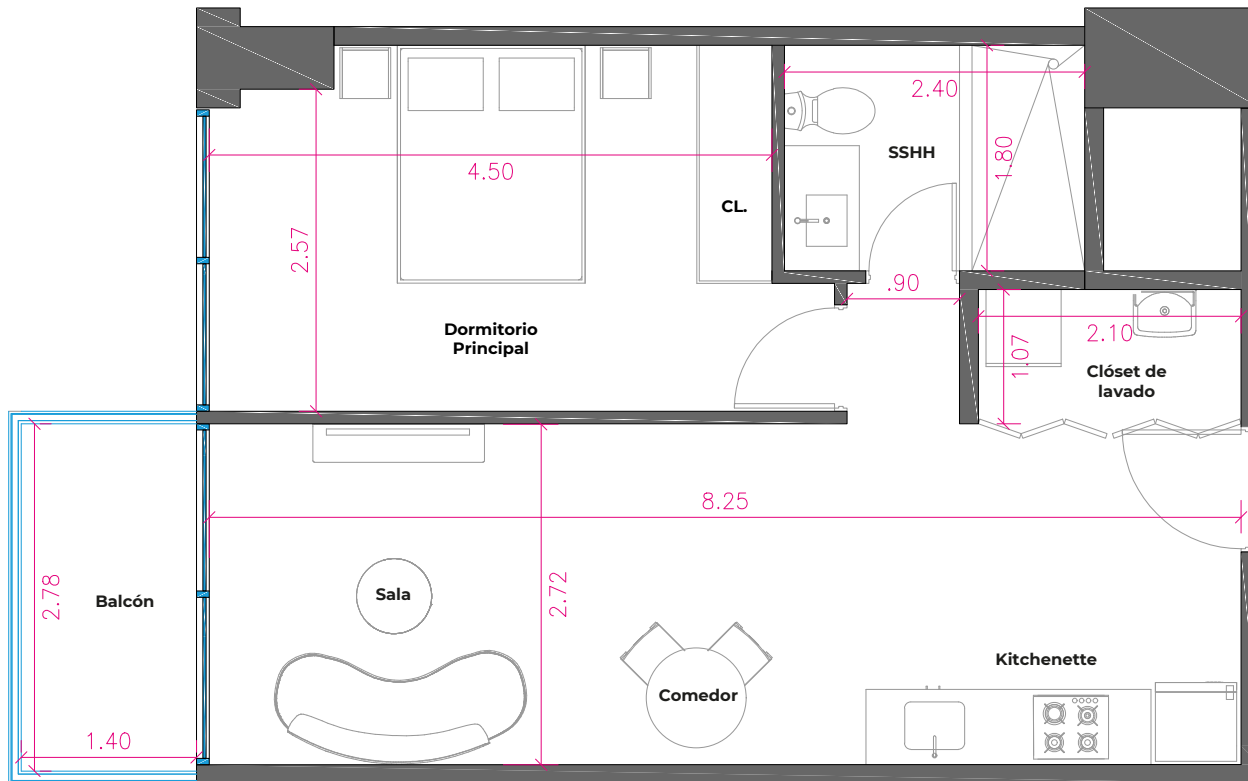 2.40
SSHH
1.80
4.50
CL.
2.57
.90
Dormitorio
Principal
2.10
1.07
Clóset de
lavado
8.25
2.78
Balcón
Sala
2.72
Kitchenette
Comedor
1.40